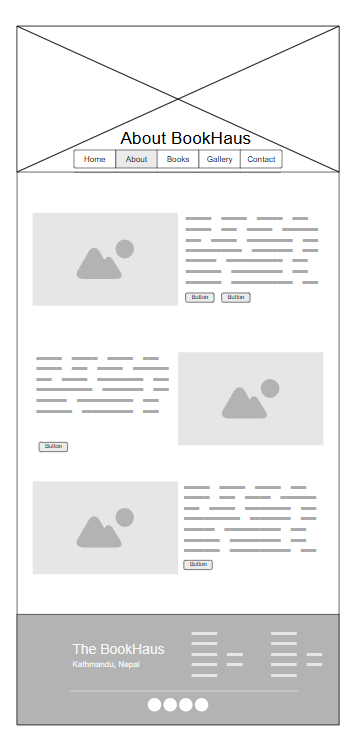 About BookHaus
Home About Books Gallery Contact
Button Button
Button
Button
The BookHaus
Kathmandu, Nepal